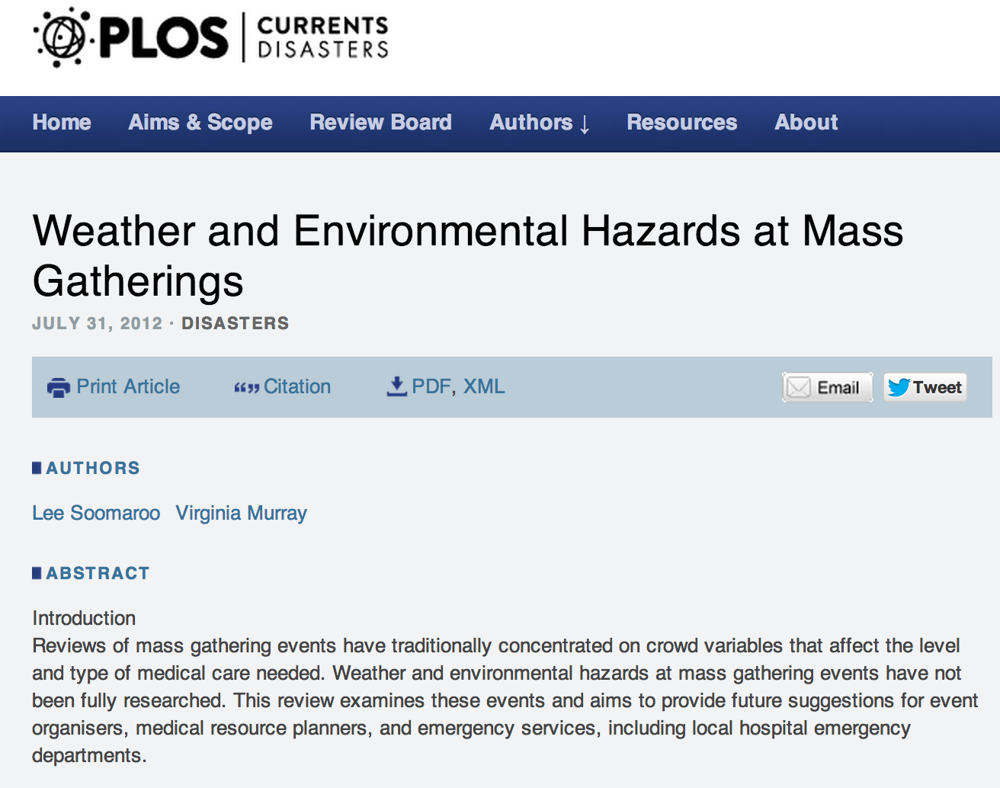 PLOS | CURRENTS
DISASTERS
Home Aims & Scope Review Board Authors ↓ Resources About
Weather and Environmental Hazards at Mass
Gatherings
JULY 31, 2012 · DISASTERS
Print Article Citation PDF, XML Email Tweet
AUTHORS
Lee Soomaroo Virginia Murray
ABSTRACT
Introduction
Reviews of mass gathering events have traditionally concentrated on crowd variables that affect the level
and type of medical care needed. Weather and environmental hazards at mass gathering events have not
been fully researched. This review examines these events and aims to provide future suggestions for event
organisers, medical resource planners, and emergency services, including local hospital emergency
departments.